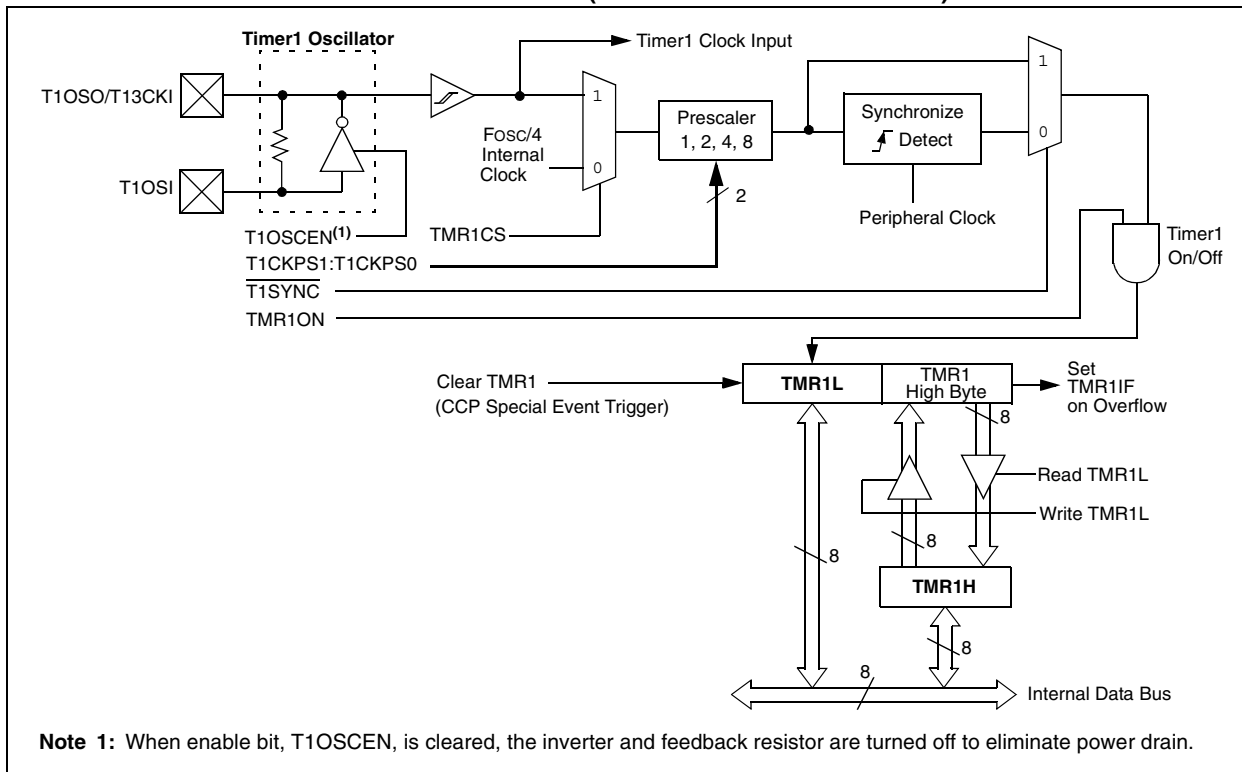 Timer1 Oscillator
Timer1 Clock Input
T1OSO/T13CKI
1
1
Prescaler
1, 2, 4, 8
Synchronize
Detect
FOSC/4
Internal
Clock
0
0
T1OSI
2
Peripheral Clock
T1OSCEN(1)
TMR1CS
Timer1
On/Off
T1CKPS1:T1CKPS0
T1SYNC
TMR1ON
Clear TMR1
(CCP Special Event Trigger)
TMR1L
TMR1
High Byte
Set
TMR1IF
on Overflow
8
Read TMR1L
Write TMR1L
8
8
TMR1H
8
8
Internal Data Bus
Note 1: When enable bit, T1OSCEN, is cleared, the inverter and feedback resistor are turned off to eliminate power drain.